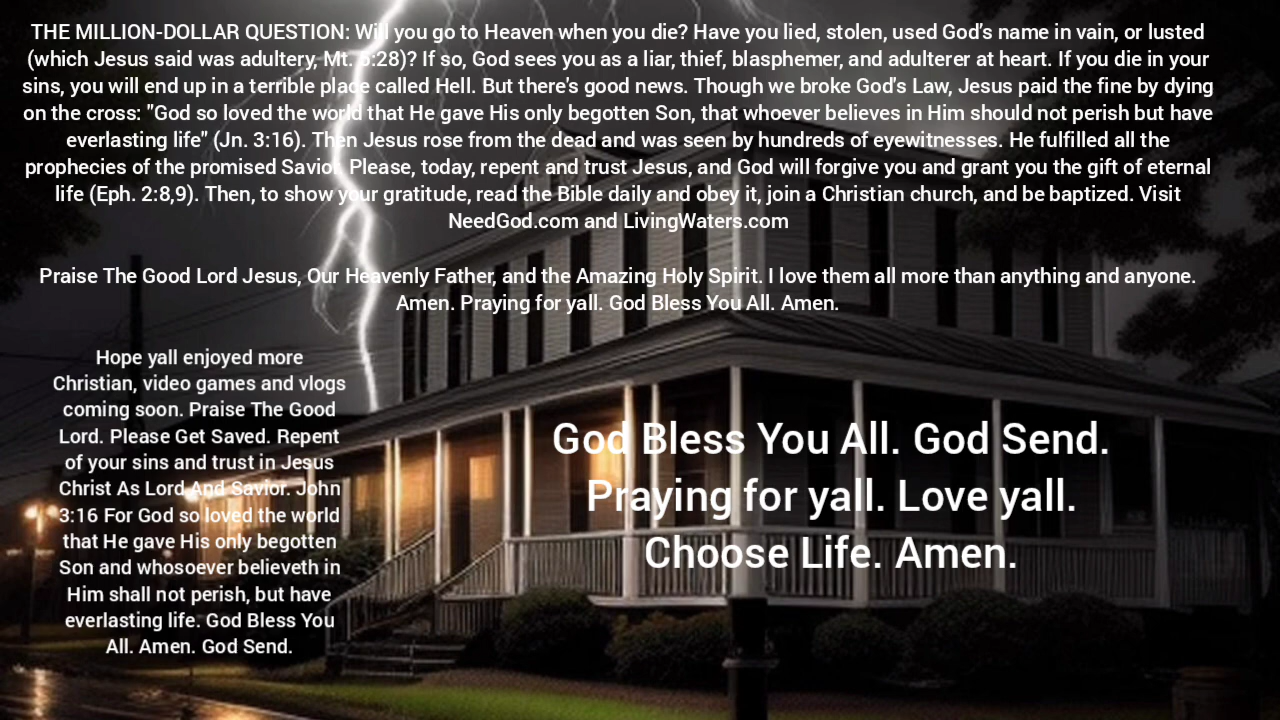 THE MILLION-DOLLAR QUESTION: Will you go to Heaven when you die? Have you lied, stolen, used God's name in vain, or lusted
(which Jesus said was adultery, Mt. 5:28)? If so, God sees you as a liar, thief, blasphemer, and adulterer at heart. If you die in your
sins, you will end up in a terrible place called Hell. But there's good news. Though we broke God's Law, Jesus paid the fine by dying
on the cross: "God so loved the world that He gave His only begotten Son, that whoever believes in Him should not perish but have
everlasting life" (Jn. 3:16). Then Jesus rose from the dead and was seen by hundreds of eyewitnesses. He fulfilled all the
prophecies of the promised Savior. Please, today, repent and trust Jesus, and God will forgive you and grant you the gift of eternal
life (Eph. 2:8,9). Then, to show your gratitude, read the Bible daily and obey it, join a Christian church, and be baptized. Visit
NeedGod.com and LivingWaters.com
Praise The Good Lord Jesus, Our Heavenly Father, and the Amazing Holy Spirit. I love them all more than anything and anyone.
Amen. Praying for yall. God Bless You All. Amen.
Hope yall enjoyed more
Christian, video games and vlogs
coming soon. Praise The Good
Lord. Please Get Saved. Repent
of your sins and trust in Jesus
Christ As Lord And Savior. John
3:16 For God so loved the world
that He gave His only begotten
Son and whosoever believeth in
Him shall not perish, but have
everlasting life. God Bless You
All. Amen. God Send.
God Bless You All. God Send.
Praying for yall. Love yall.
Choose Life. Amen.